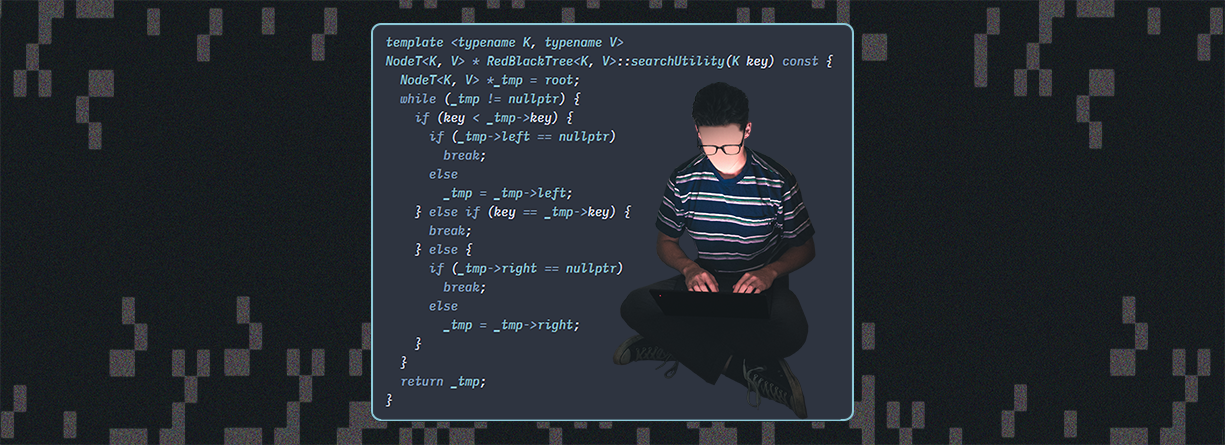 template <typename K, typename V>
NodeT<K, V> * RedBlackTree<K, V>::searchUtility(K key) const {
  NodeT<K, V> *_tmp = root;
  while (_tmp != nullptr) {
    if (key < _tmp->key) {
      if (_tmp->left == nullptr)
        break;
      else
        _tmp = _tmp->left;
    } else if (key == _tmp->key) {
      break;
    } else {
      if (_tmp->right == nullptr)
        break;
      else
        _tmp = _tmp->right;
    }
  }
  return _tmp;
}